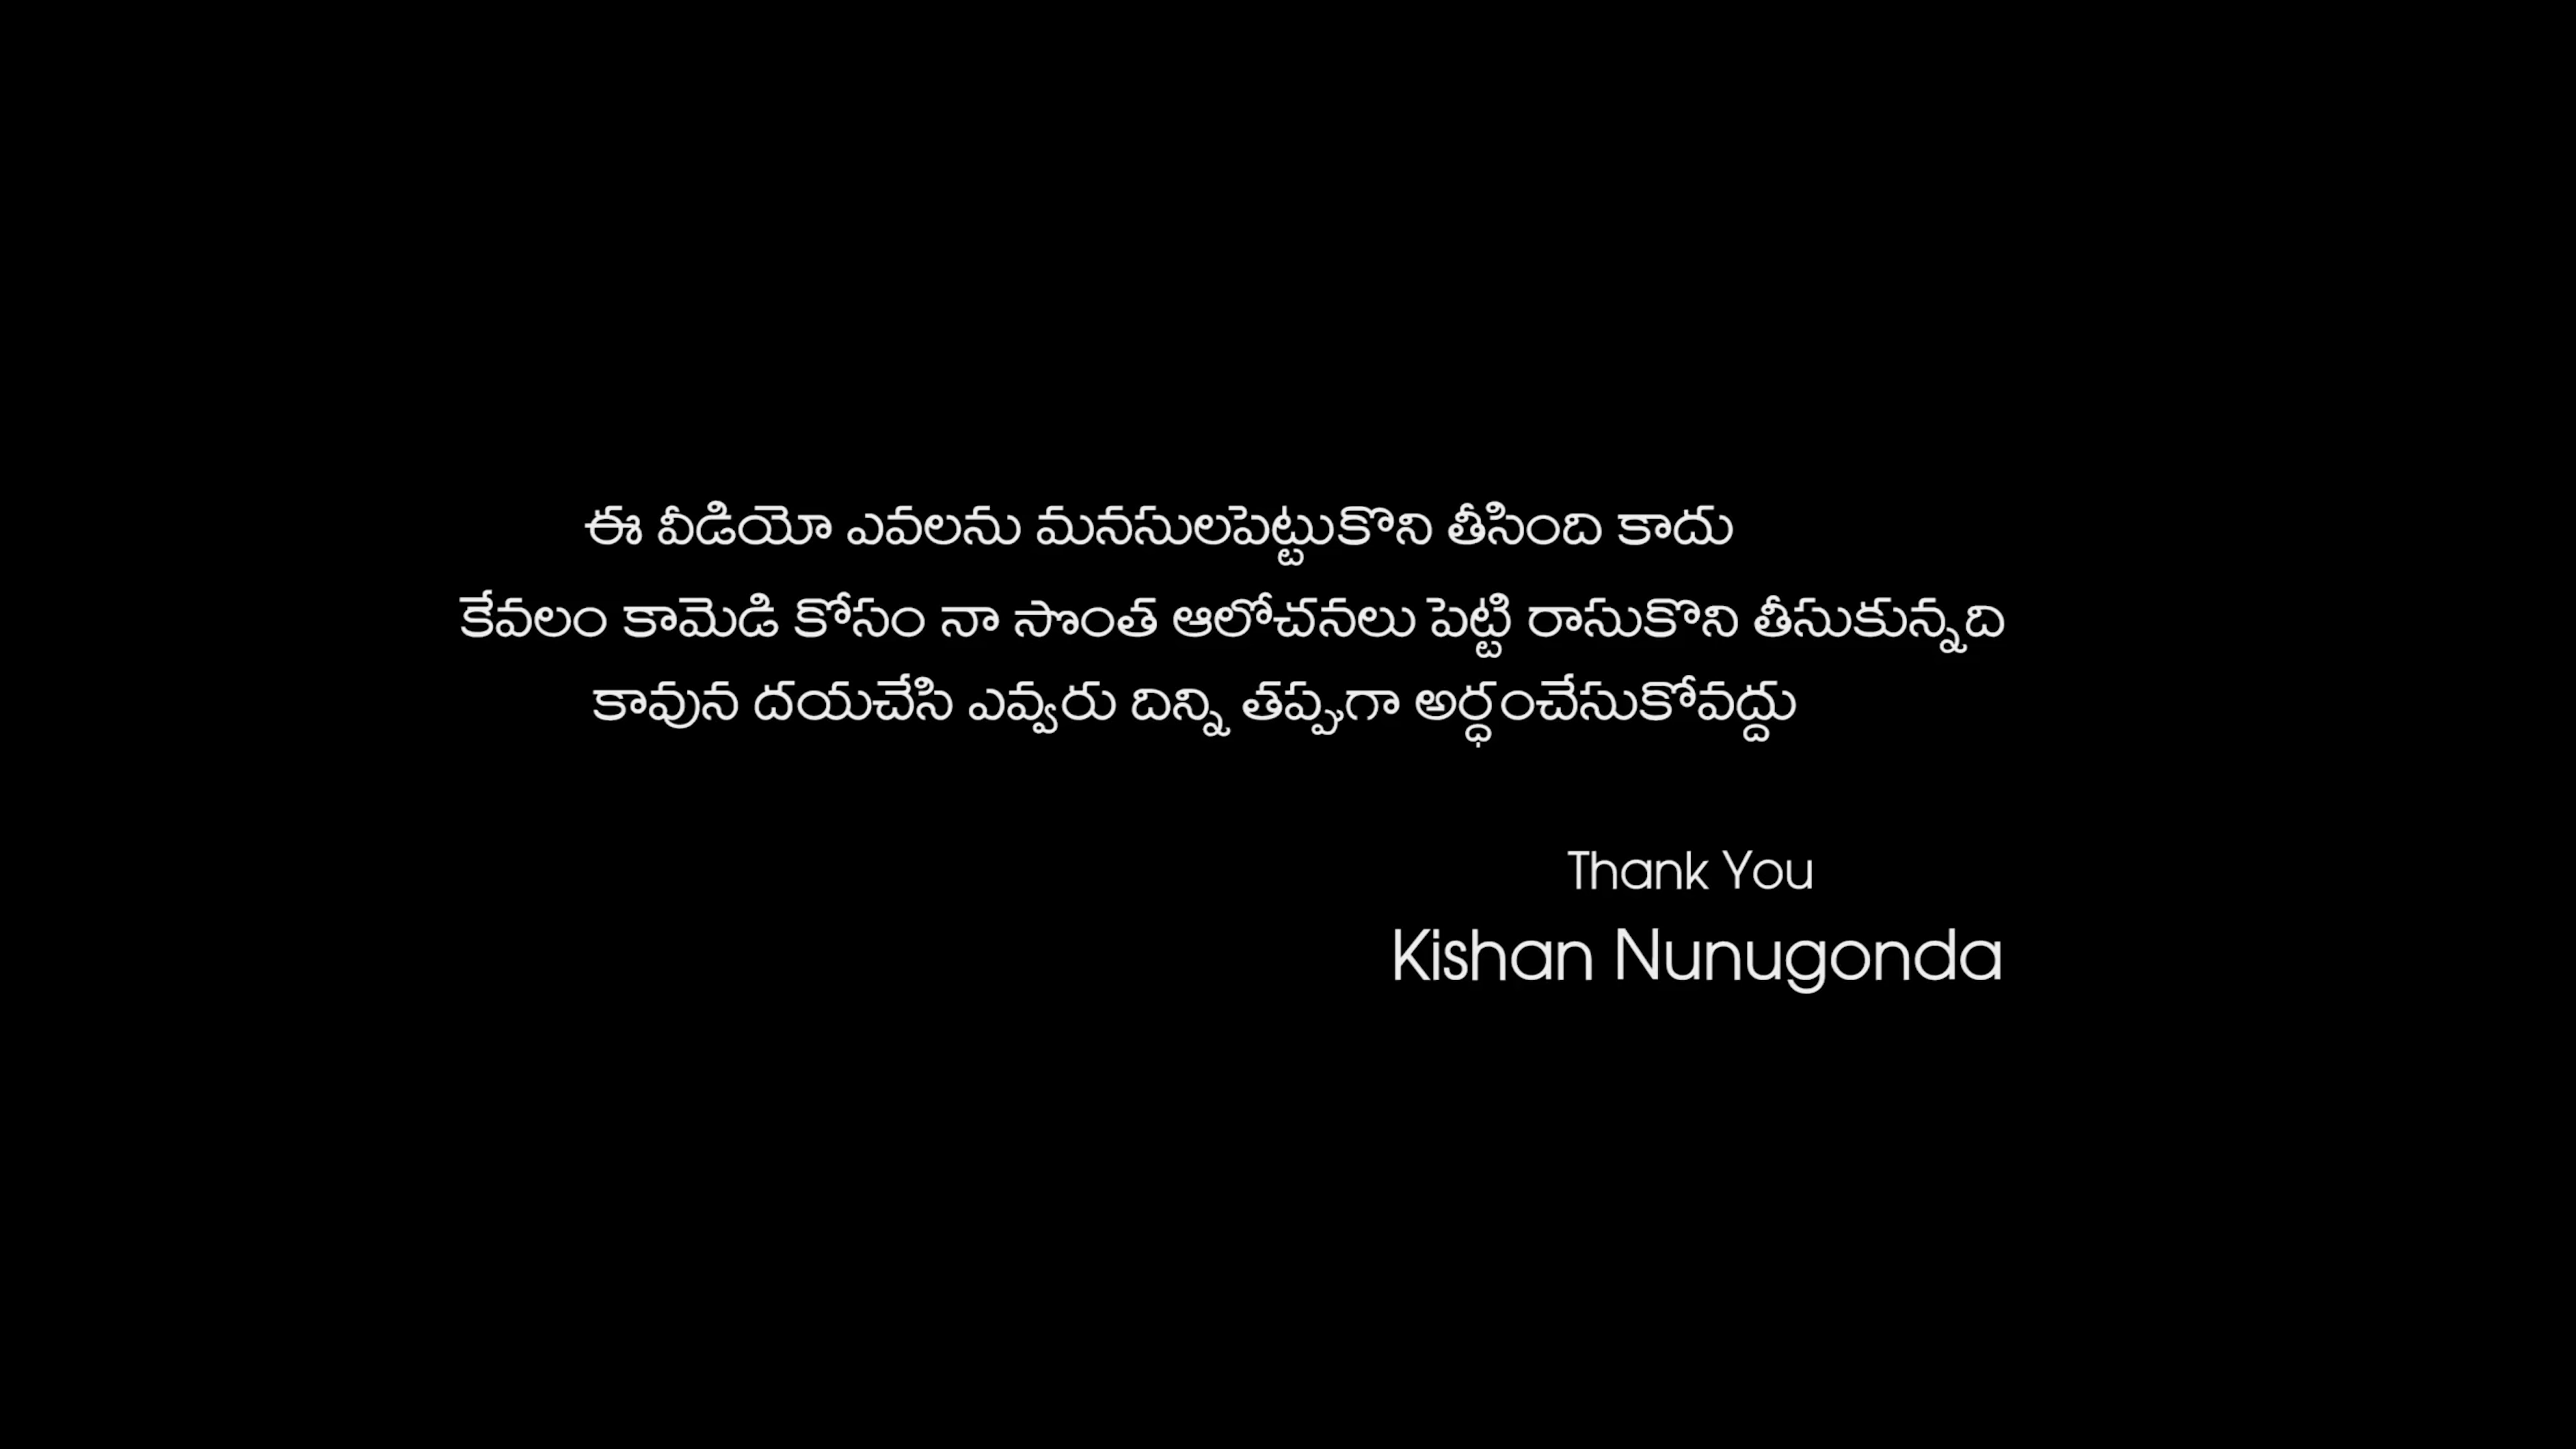 ఈ వీడియో ఎవలను మనసులపెట్టుకొని తీసింది కాదు
కేవలం కామెడి కోసం నా సొంత ఆలోచనలు పెట్టి రాసుకొని తీసుకున్నది
కావున దయచేసి ఎవ్వరు దిన్ని తప్పుగా అర్ధంచేసుకోవద్దు
Thank You
Kishan Nunugonda